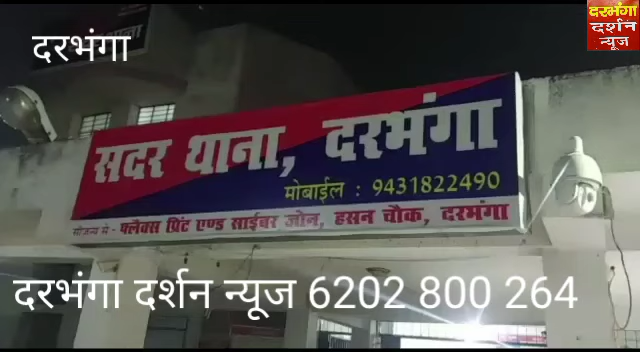 दरभंगा
दरभंगा
दर्शन
न्यूज
सदर थाना, दरभंगा
मोबाईल : 9431822490
सौजन्य से - फ्लैक्स प्रिंट एण्ड साईबर जोन, हसन चौक, दरभंगा
दरभंगा दर्शन न्यूज 6202 800 264